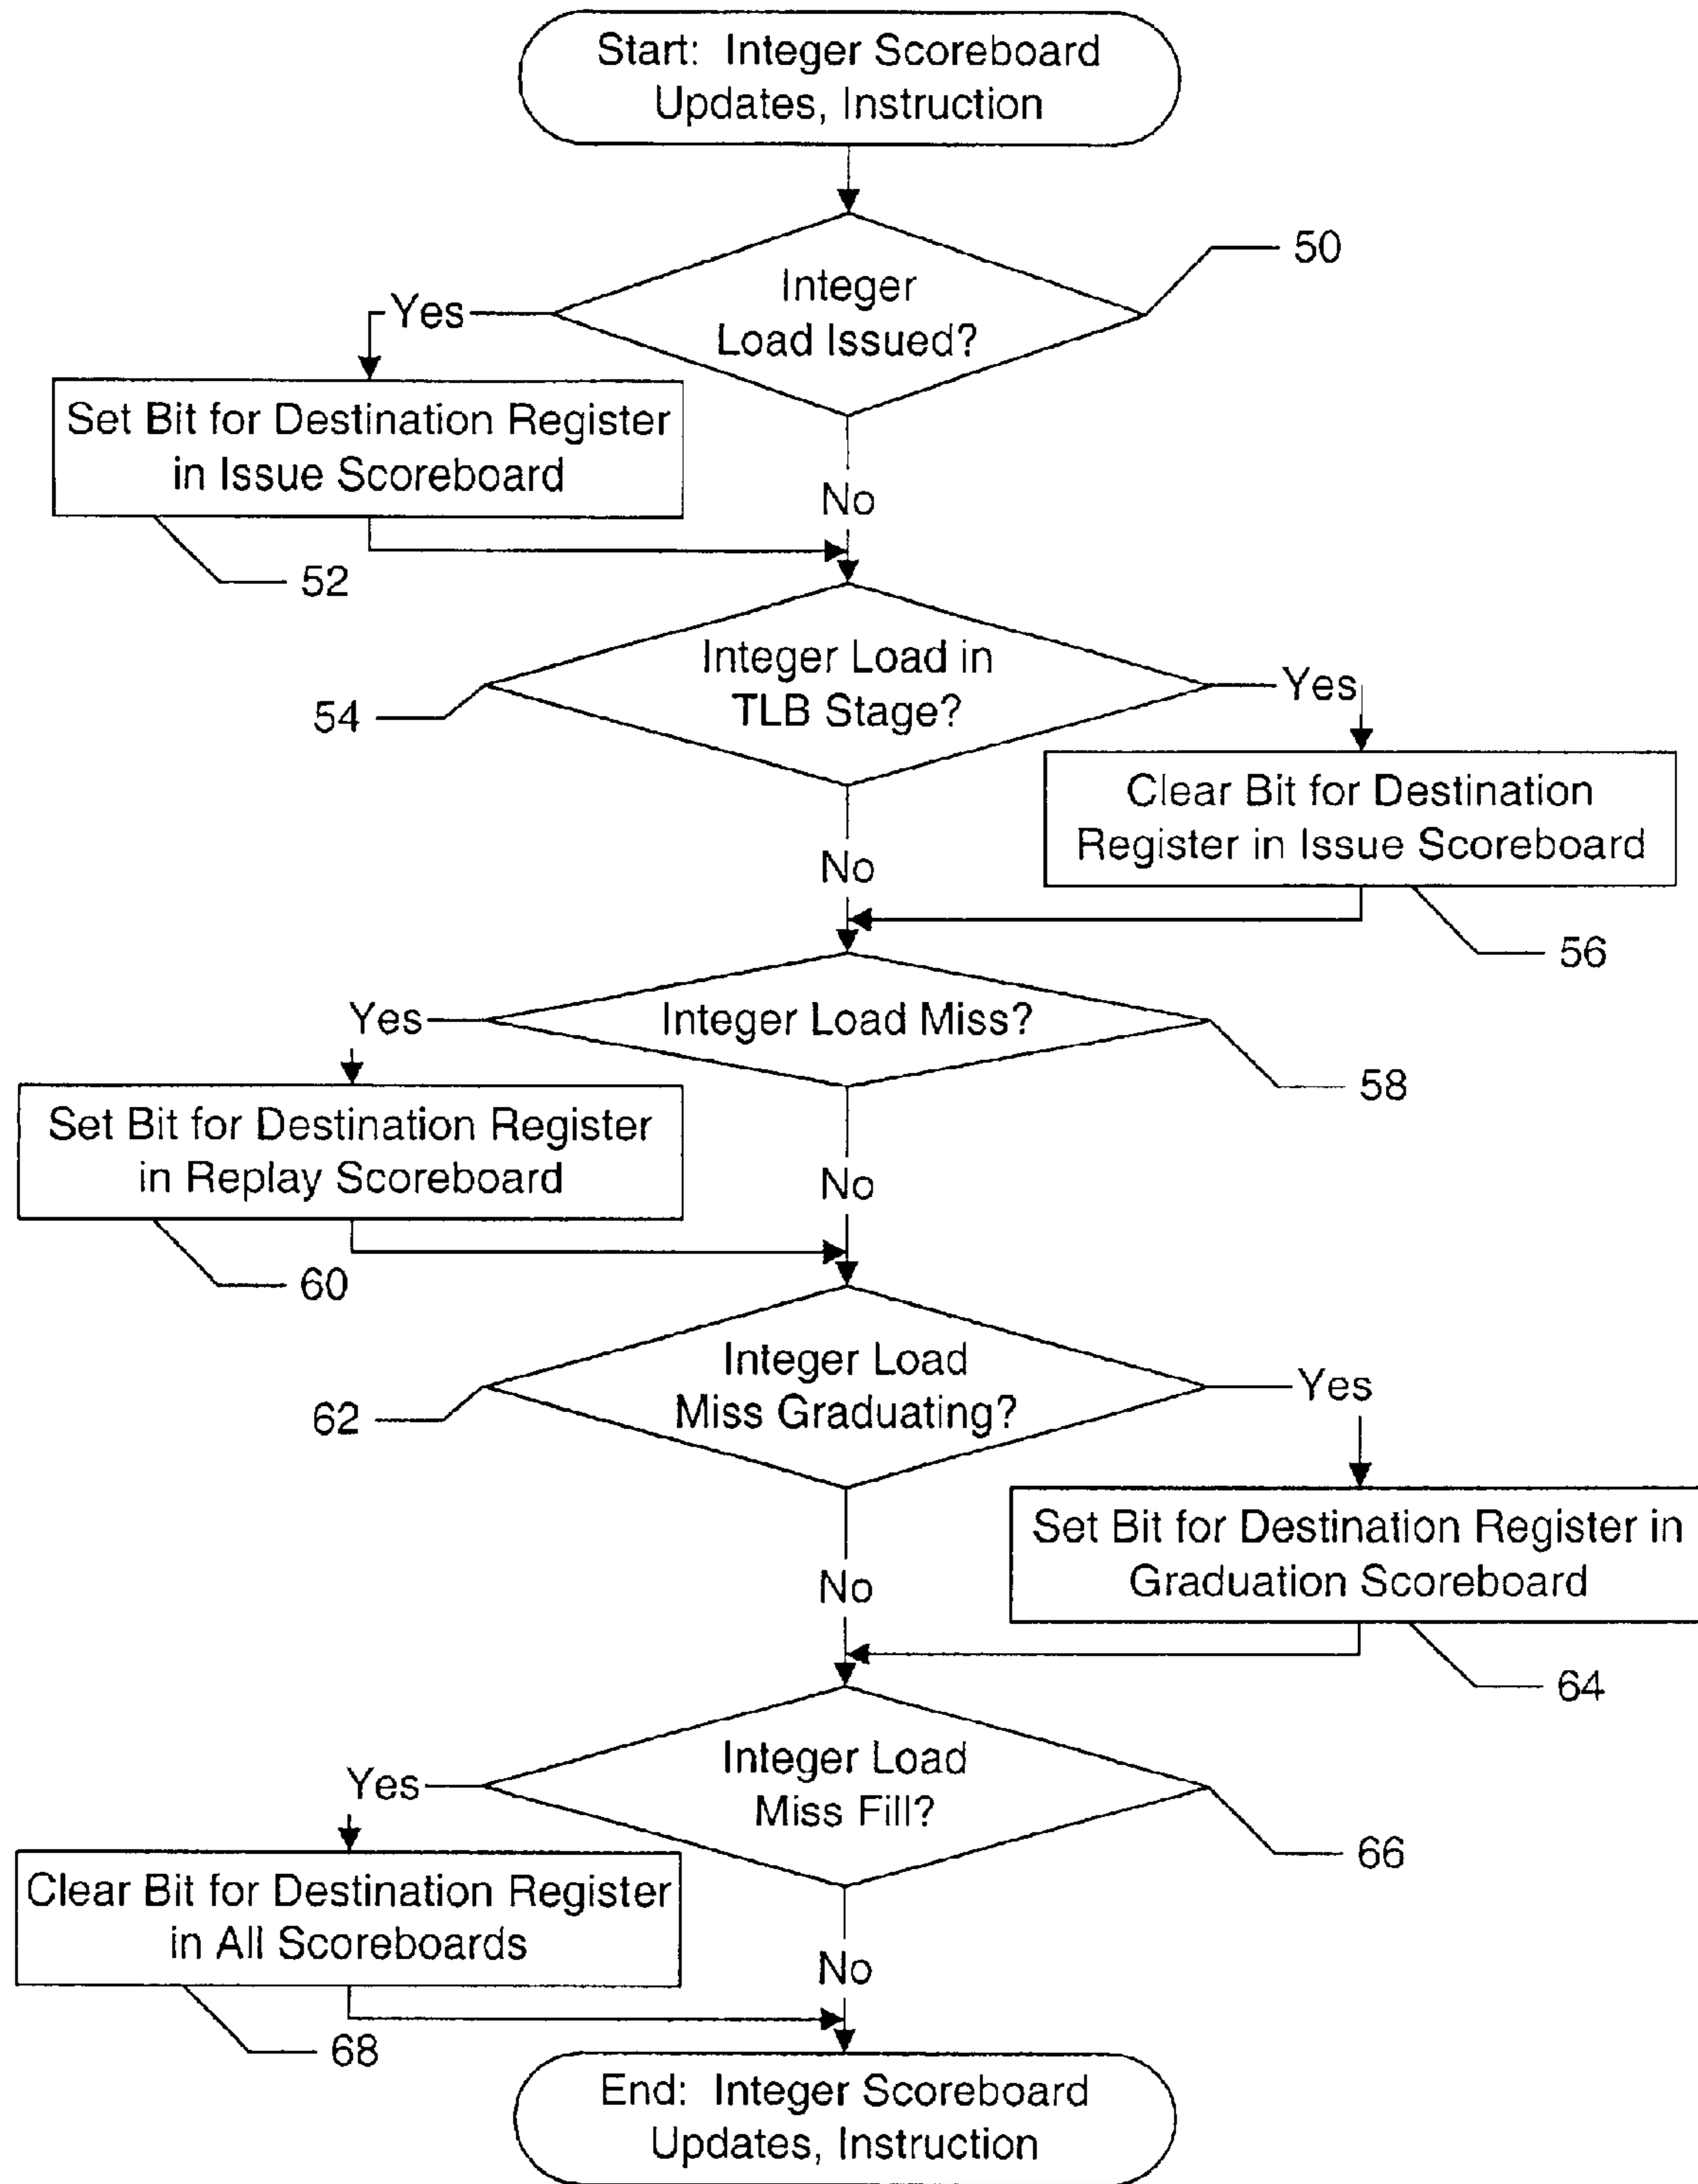 Start: Integer Scoreboard
Updates, Instruction
Integer
Load Issued?
50
Yes
Set Bit for Destination Register
in Issue Scoreboard
No
52
Integer Load in
TLB Stage?
54
Yes
Clear Bit for Destination
Register in Issue Scoreboard
No
56
Integer Load Miss?
Yes
58
Set Bit for Destination Register
in Replay Scoreboard
No
60
Integer Load
Miss Graduating?
62
Yes
Set Bit for Destination Register in
Graduation Scoreboard
No
64
Integer Load
Miss Fill?
Yes
66
Clear Bit for Destination Register
in All Scoreboards
No
68
End: Integer Scoreboard
Updates, Instruction